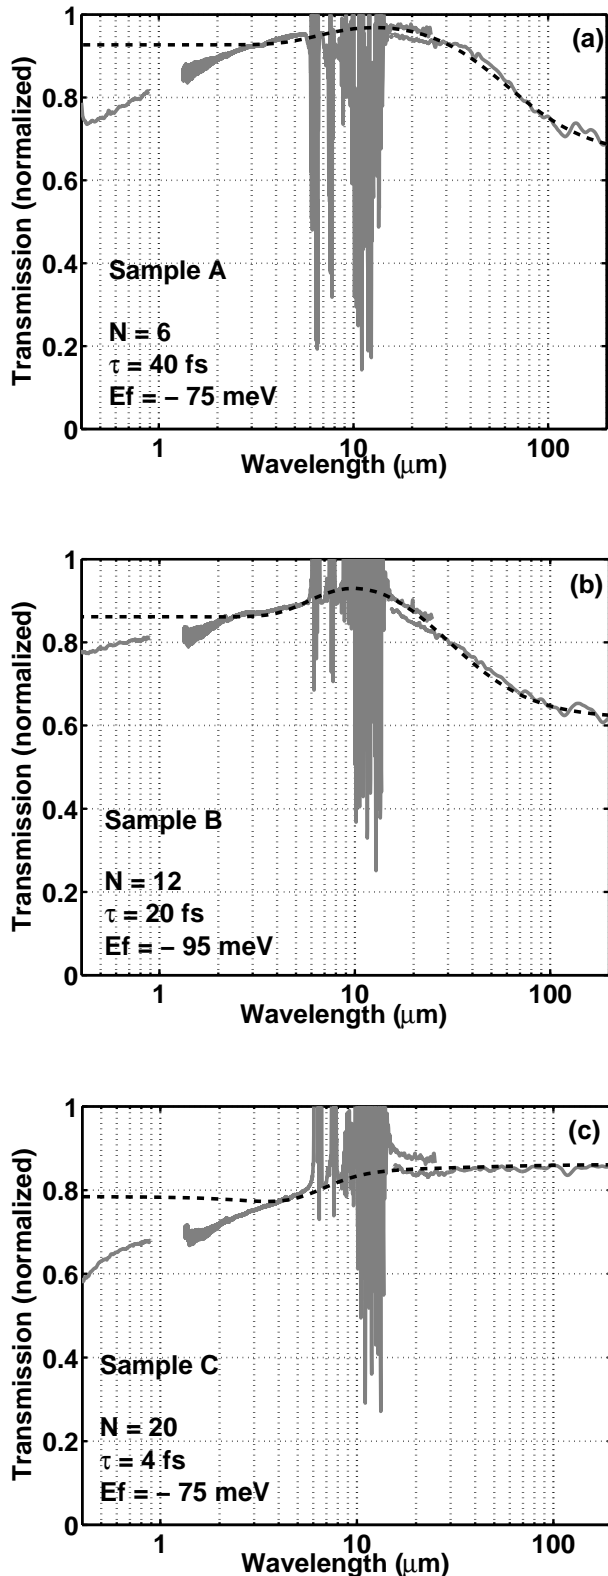 (a)
1
0.8
0.6
0.4
0.2
0
Transmission (normalized)
Sample A
N = 6
τ = 40 fs
Ef = − 75 meV
1 10 100
Wavelength (μm)
(b)
1
0.8
0.6
0.4
0.2
0
Transmission (normalized)
Sample B
N = 12
τ = 20 fs
Ef = − 95 meV
1 10 100
Wavelength (μm)
(c)
1
0.8
0.6
0.4
0.2
0
Transmission (normalized)
Sample C
N = 20
τ = 4 fs
Ef = − 75 meV
1 10 100
Wavelength (μm)